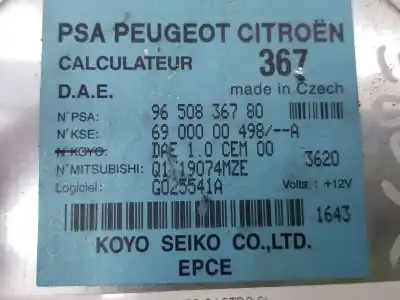 PSA PEUGEOT CITROËN
CALCULATEUR 367
D.A.E. made in Czech
N°PSA: 96 508 367 80
N°KSE: 69 000 00 498/--A
N°KOYO: DAE 1.0 CEM 00
N°MITSUBISHI: Q1T19074MZE 3620
Logiciel: G025541A Volts.: +12V
1643
KOYO SEIKO CO.,LTD.
EPCE